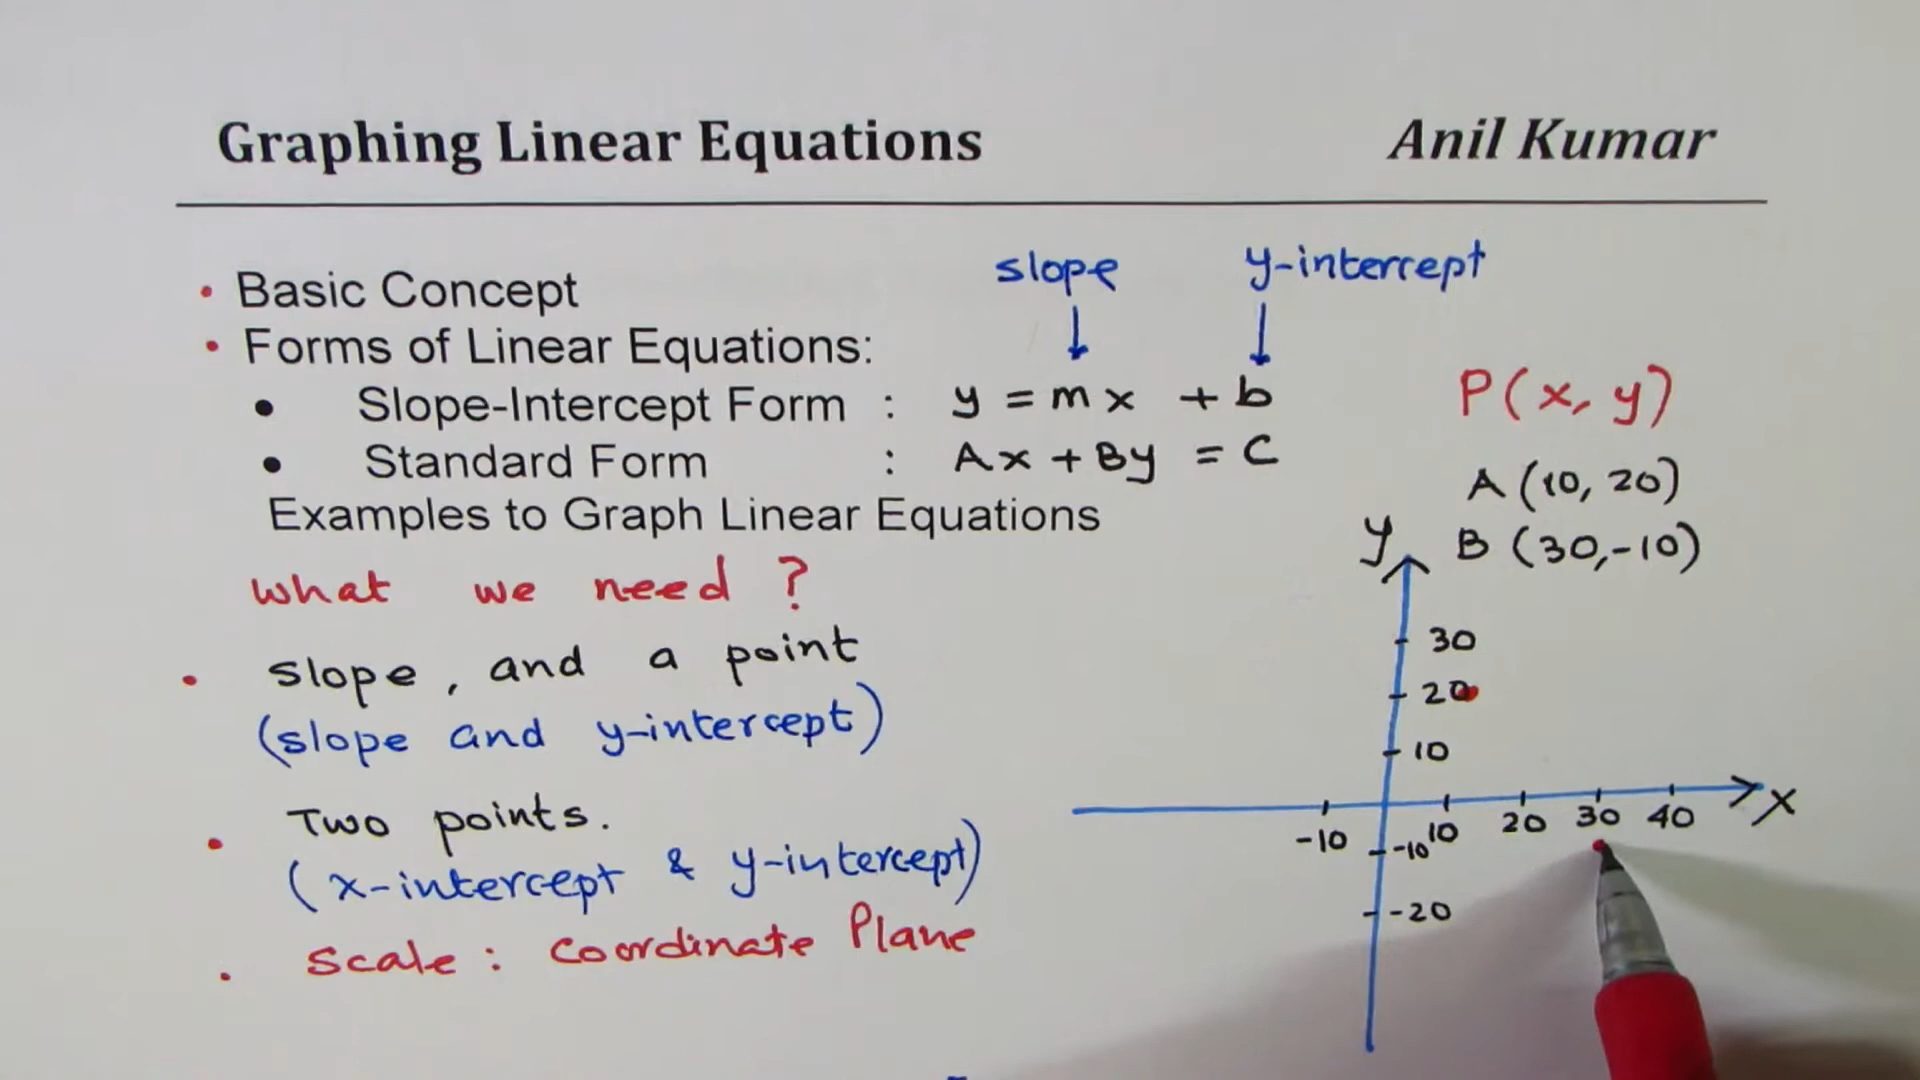 Graphing Linear Equations Anil Kumar
• Basic Concept
• Forms of Linear Equations:
slope y-intercept
• Slope-Intercept Form : y = mx + b
• Standard Form : Ax + By = C
Examples to Graph Linear Equations
What we need ?
• slope, and a point
(slope and y-intercept)
• Two points.
(x-intercept & y-intercept)
• Scale : Coordinate Plane
P(x, y)
A (10, 20)
B (30, -10)
y
30
20
10
-10 10 20 30 40 x
-10
-20